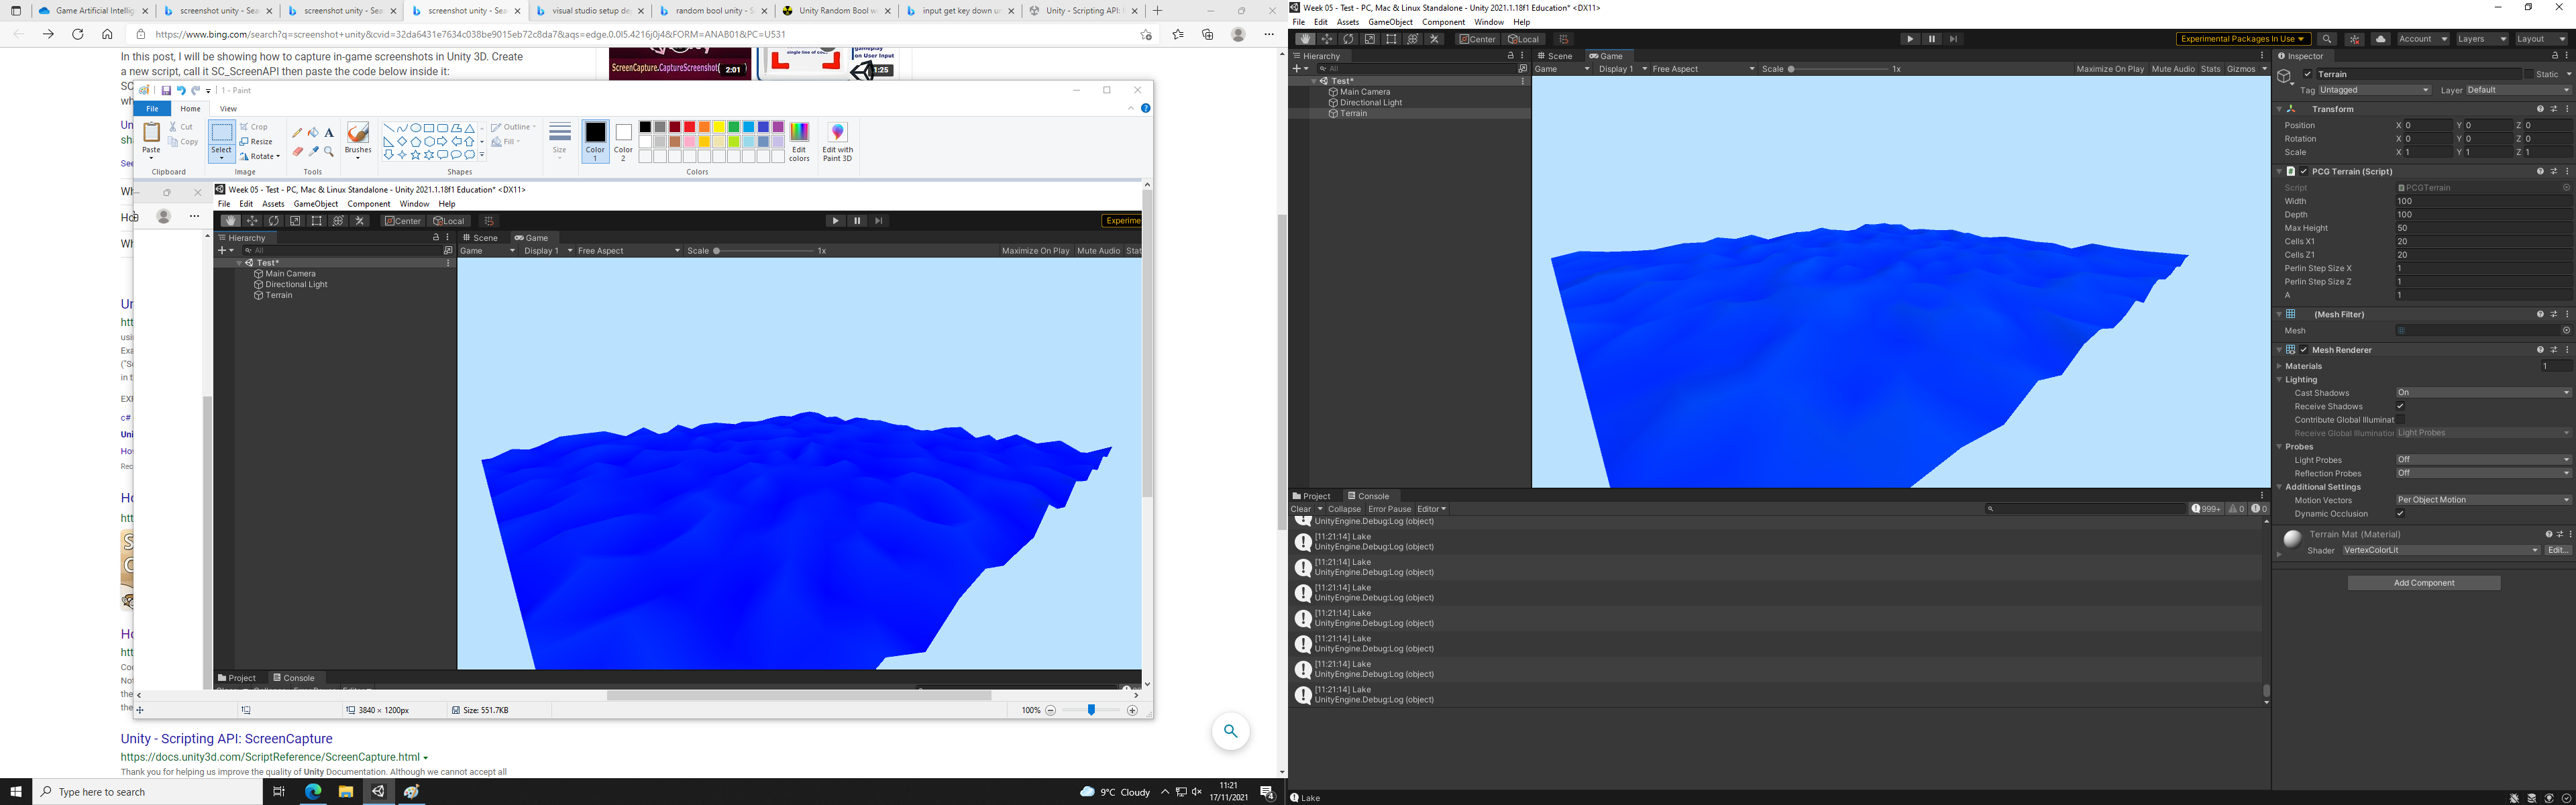 Game Artificial Intellig
screenshot unity - Sea
screenshot unity - Sea
screenshot unity - Sea
visual studio setup de
random bool unity - S
Unity Random Bool w
input get key down u
Unity - Scripting API:
https://www.bing.com/search?q=screenshot+unity&cvid=32da6431e7634c038be9015eb72c8da7&aqs=edge.0.0l5.4216j0j4&FORM=ANAB01&PC=U531
In this post, I will be showing how to capture in-game screenshots in Unity 3D. Create
a new script, call it SC_ScreenAPI then paste the code below inside it:
ScreenCapture.CaptureScreenshot(
2:01
single line of code
on User Input
1:25
1 - Paint
File Home View
Paste Cut Copy
Select Crop Resize Rotate
Brushes
Outline
Fill
Size
Color 1
Color 2
Edit colors
Edit with Paint 3D
Clipboard Image Tools Shapes Colors
Week 05 - Test - PC, Mac & Linux Standalone - Unity 2021.1.18f1 Education* <DX11>
File Edit Assets GameObject Component Window Help
Center Local
Experime
Hierarchy Scene Game
All
Game Display 1 Free Aspect Scale 1x Maximize On Play Mute Audio Stat
Test*
Main Camera
Directional Light
Terrain
Project Console
3840 × 1200px Size: 551.7KB 100%
Unity - Scripting API: ScreenCapture
https://docs.unity3d.com/ScriptReference/ScreenCapture.html
Thank you for helping us improve the quality of Unity Documentation. Although we cannot accept all
Type here to search
9°C Cloudy
11:21
17/11/2021
4
Week 05 - Test - PC, Mac & Linux Standalone - Unity 2021.1.18f1 Education* <DX11>
File Edit Assets GameObject Component Window Help
Center Local
Experimental Packages In Use
Account Layers Layout
Hierarchy Scene Game
All
Game Display 1 Free Aspect Scale 1x Maximize On Play Mute Audio Stats Gizmos
Test*
Main Camera
Directional Light
Terrain
Project Console
Clear Collapse Error Pause Editor
999+ 0 0
UnityEngine.Debug:Log (object)
[11:21:14] Lake
UnityEngine.Debug:Log (object)
[11:21:14] Lake
UnityEngine.Debug:Log (object)
[11:21:14] Lake
UnityEngine.Debug:Log (object)
[11:21:14] Lake
UnityEngine.Debug:Log (object)
[11:21:14] Lake
UnityEngine.Debug:Log (object)
[11:21:14] Lake
UnityEngine.Debug:Log (object)
[11:21:14] Lake
UnityEngine.Debug:Log (object)
Lake
Inspector
Terrain Static
Tag Untagged Layer Default
Transform
Position X 0 Y 0 Z 0
Rotation X 0 Y 0 Z 0
Scale X 1 Y 1 Z 1
PCG Terrain (Script)
Script PCGTerrain
Width 100
Depth 100
Max Height 50
Cells X1 20
Cells Z1 20
Perlin Step Size X 1
Perlin Step Size Z 1
A 1
(Mesh Filter)
Mesh
Mesh Renderer
Materials 1
Lighting
Cast Shadows On
Receive Shadows
Contribute Global Illuminat
Receive Global Illumination Light Probes
Probes
Light Probes Off
Reflection Probes Off
Additional Settings
Motion Vectors Per Object Motion
Dynamic Occlusion
Terrain Mat (Material)
Shader VertexColorLit Edit...
Add Component